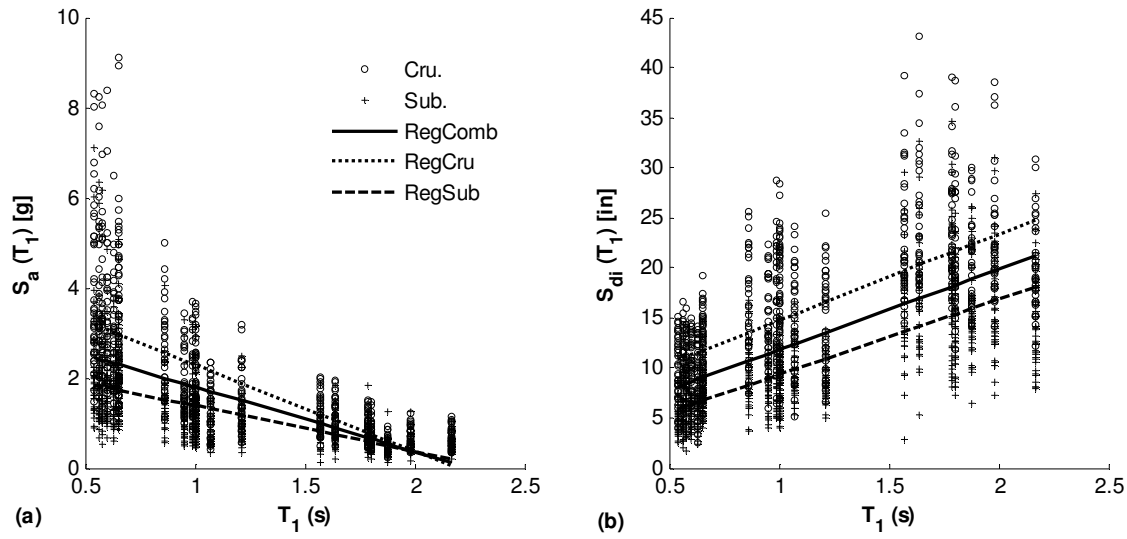 10
8
6
4
2
0
0.5
1
1.5
2
2.5
S_a (T_1) [g]
T_1 (s)
(a)
Cru.
Sub.
RegComb
RegCru
RegSub
45
40
35
30
25
20
15
10
5
0
0.5
1
1.5
2
2.5
S_di (T_1) [in]
T_1 (s)
(b)